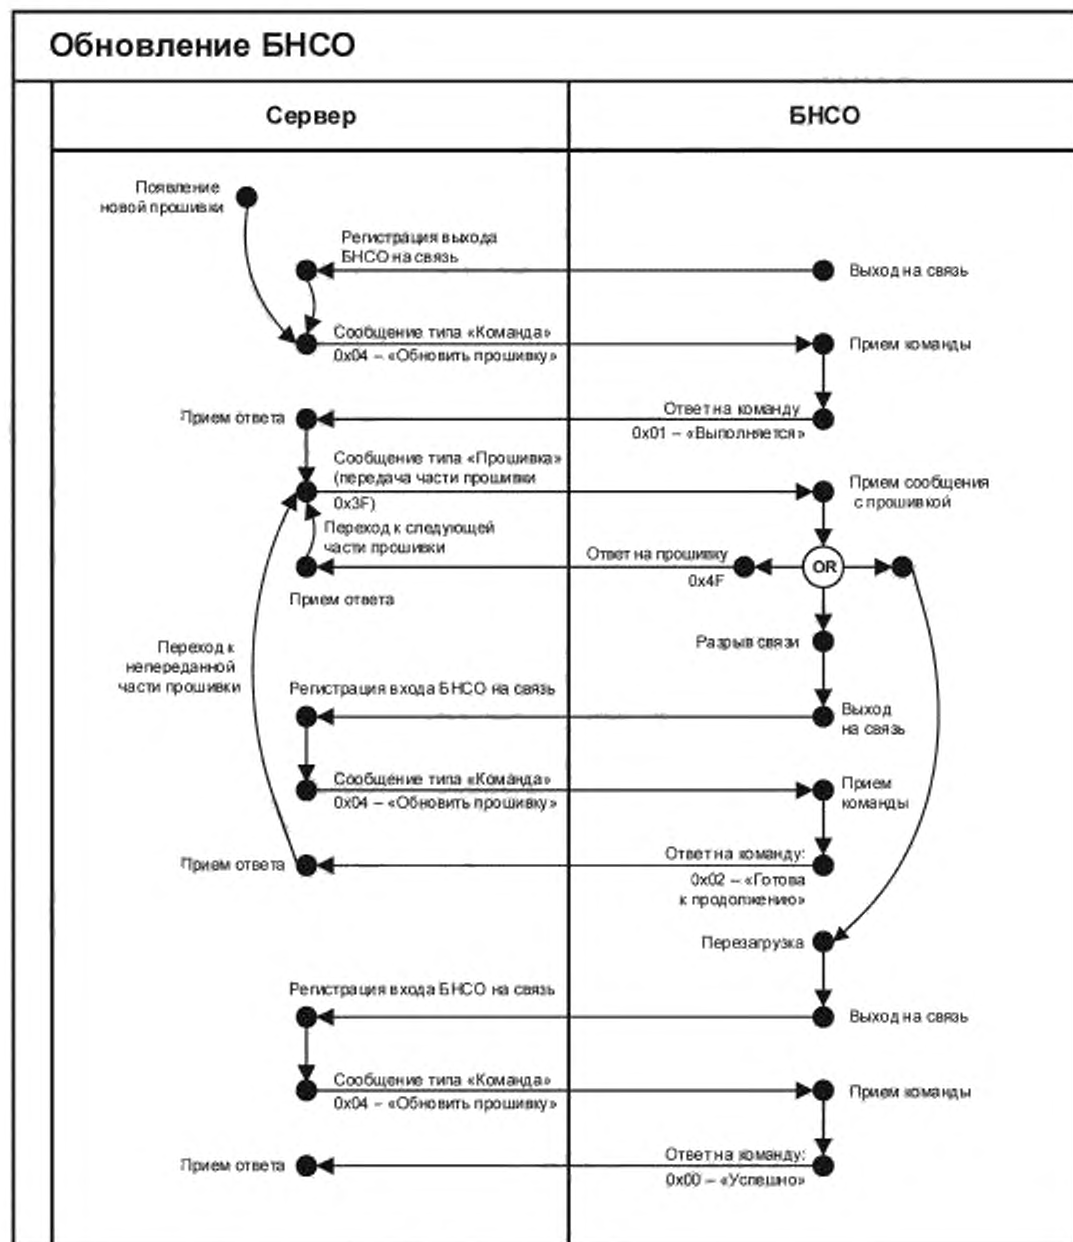 Обновление БНСО
Сервер
БНСО
Появление
новой прошивки
Регистрация выхода
БНСО на связь
Выход на связь
Сообщение типа «Команда»
0x04 – «Обновить прошивку»
Прием команды
Прием ответа
Ответ на команду
0x01 – «Выполняется»
Сообщение типа «Прошивка»
(передача части прошивки
0x3F)
Прием сообщения
с прошивкой
Переход к следующей
части прошивки
Ответ на прошивку
0x4F
OR
Прием ответа
Разрыв связи
Переход к
непереданной
части прошивки
Регистрация входа БНСО на связь
Выход
на связь
Сообщение типа «Команда»
0x04 – «Обновить прошивку»
Прием
команды
Прием ответа
Ответ на команду:
0x02 – «Готова
к продолжению»
Перезагрузка
Регистрация входа БНСО на связь
Выход на связь
Сообщение типа «Команда»
0x04 – «Обновить прошивку»
Прием команды
Прием ответа
Ответ на команду:
0x00 – «Успешно»